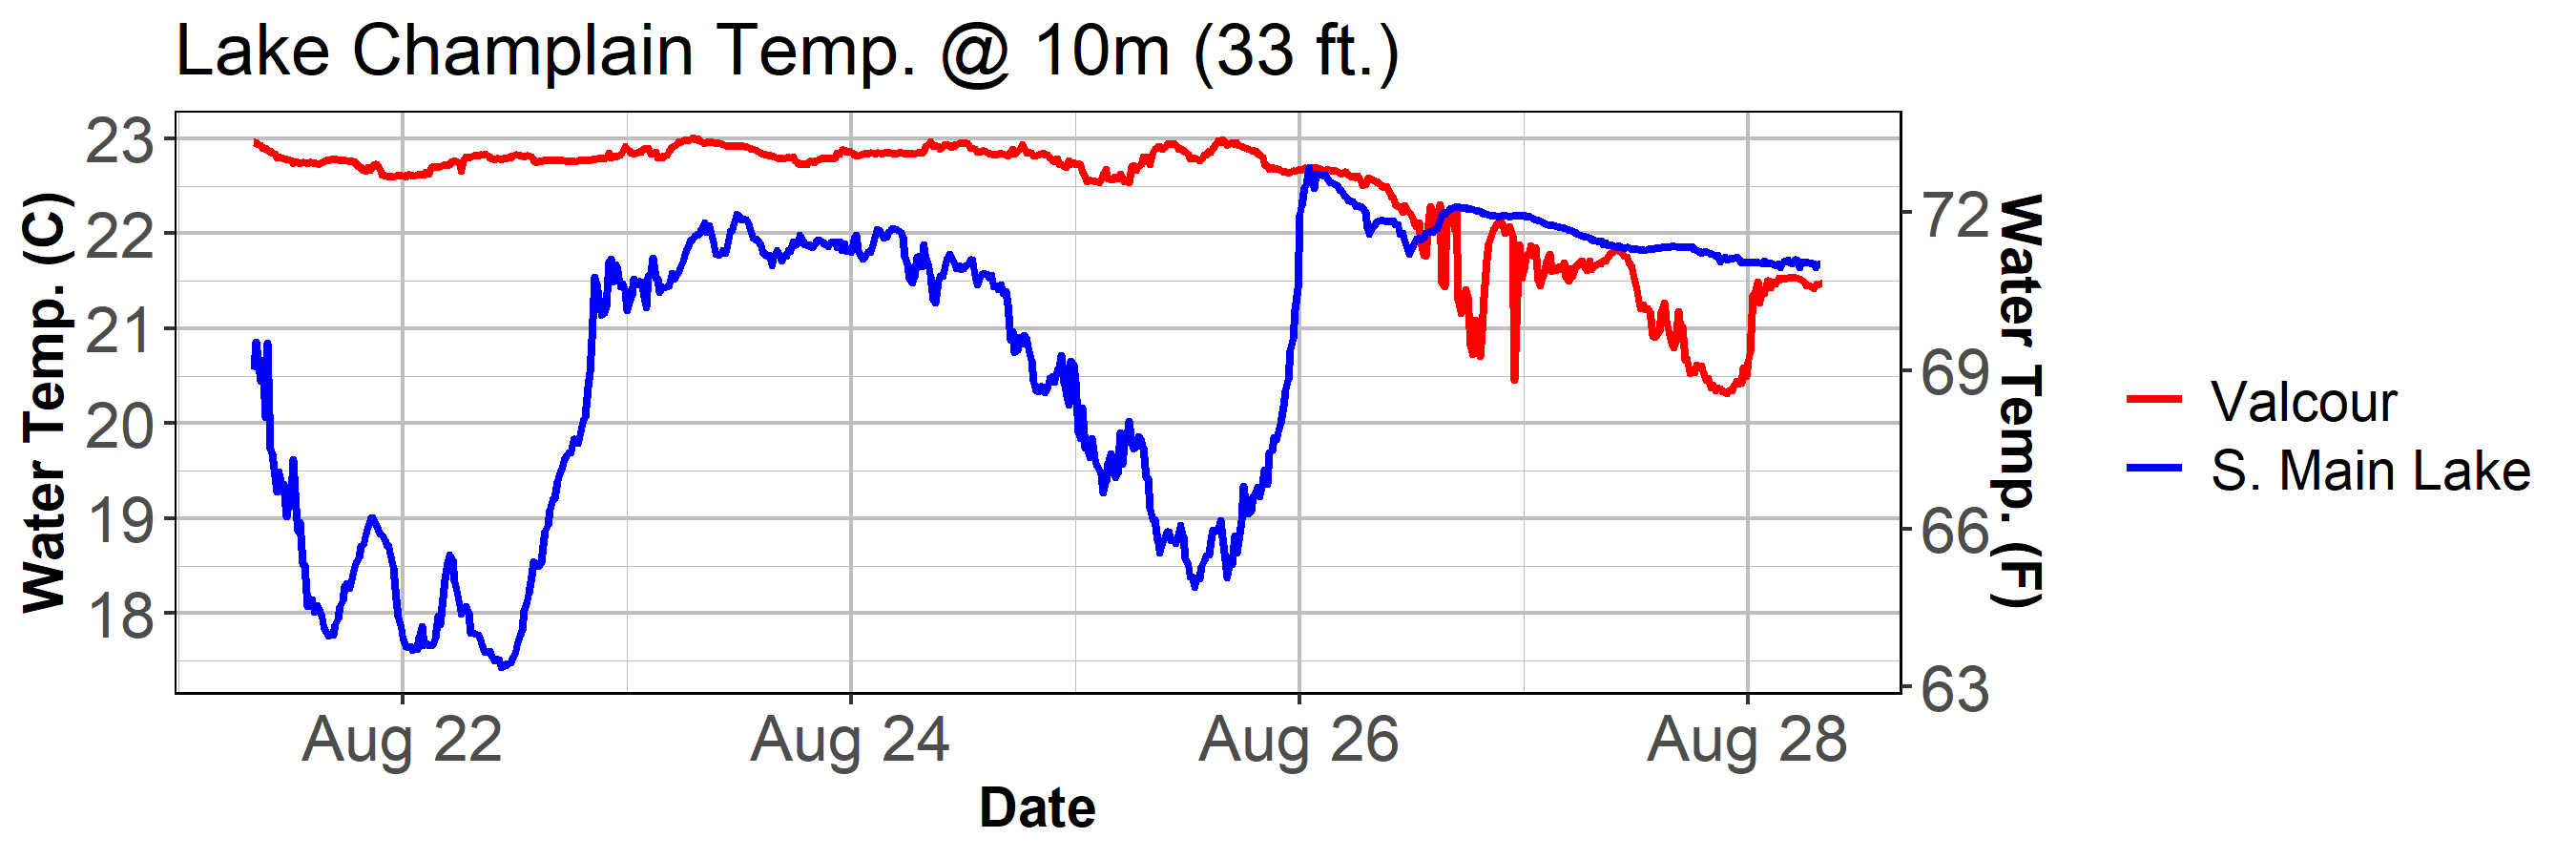 Lake Champlain Temp. @ 10m (33 ft.)
Water Temp. (C)
23
22
21
20
19
18
72
69
66
63
Water Temp. (F)
Aug 22
Aug 24
Aug 26
Aug 28
Date
Valcour
S. Main Lake